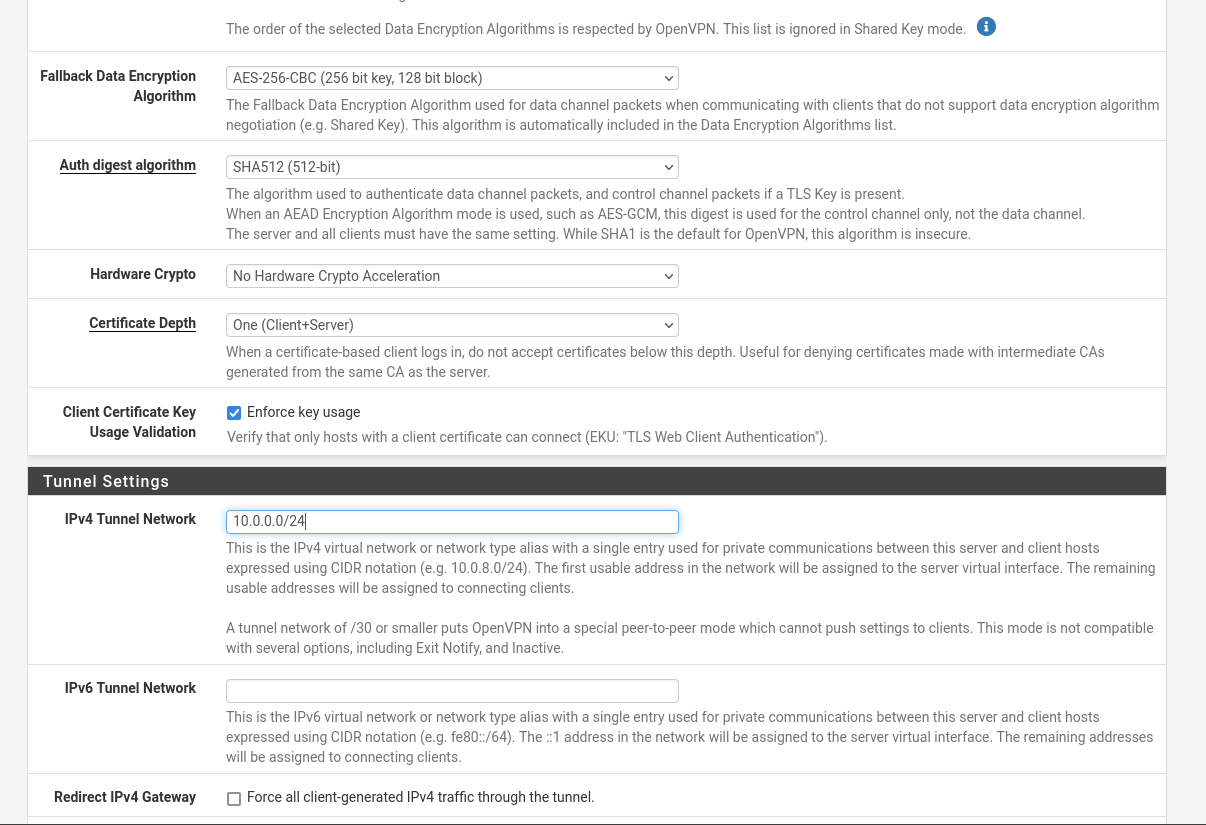 The order of the selected Data Encryption Algorithms is respected by OpenVPN. This list is ignored in Shared Key mode.
Fallback Data Encryption
Algorithm
AES-256-CBC (256 bit key, 128 bit block)
The Fallback Data Encryption Algorithm used for data channel packets when communicating with clients that do not support data encryption algorithm
negotiation (e.g. Shared Key). This algorithm is automatically included in the Data Encryption Algorithms list.
Auth digest algorithm
SHA512 (512-bit)
The algorithm used to authenticate data channel packets, and control channel packets if a TLS Key is present.
When an AEAD Encryption Algorithm mode is used, such as AES-GCM, this digest is used for the control channel only, not the data channel.
The server and all clients must have the same setting. While SHA1 is the default for OpenVPN, this algorithm is insecure.
Hardware Crypto
No Hardware Crypto Acceleration
Certificate Depth
One (Client+Server)
When a certificate-based client logs in, do not accept certificates below this depth. Useful for denying certificates made with intermediate CAs
generated from the same CA as the server.
Client Certificate Key
Usage Validation
Enforce key usage
Verify that only hosts with a client certificate can connect (EKU: "TLS Web Client Authentication").
Tunnel Settings
IPv4 Tunnel Network
10.0.0.0/24
This is the IPv4 virtual network or network type alias with a single entry used for private communications between this server and client hosts
expressed using CIDR notation (e.g. 10.0.8.0/24). The first usable address in the network will be assigned to the server virtual interface. The remaining
usable addresses will be assigned to connecting clients.
A tunnel network of /30 or smaller puts OpenVPN into a special peer-to-peer mode which cannot push settings to clients. This mode is not compatible
with several options, including Exit Notify, and Inactive.
IPv6 Tunnel Network
This is the IPv6 virtual network or network type alias with a single entry used for private communications between this server and client hosts
expressed using CIDR notation (e.g. fe80::/64). The ::1 address in the network will be assigned to the server virtual interface. The remaining addresses
will be assigned to connecting clients.
Redirect IPv4 Gateway
Force all client-generated IPv4 traffic through the tunnel.